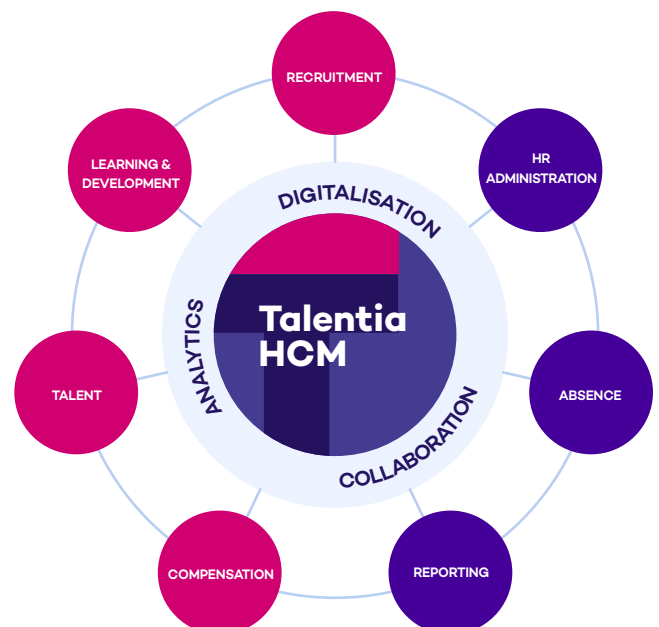 RECRUITMENT
HR
ADMINISTRATION
ABSENCE
REPORTING
COMPENSATION
TALENT
LEARNING &
DEVELOPMENT
DIGITALISATION
COLLABORATION
ANALYTICS
Talentia
HCM